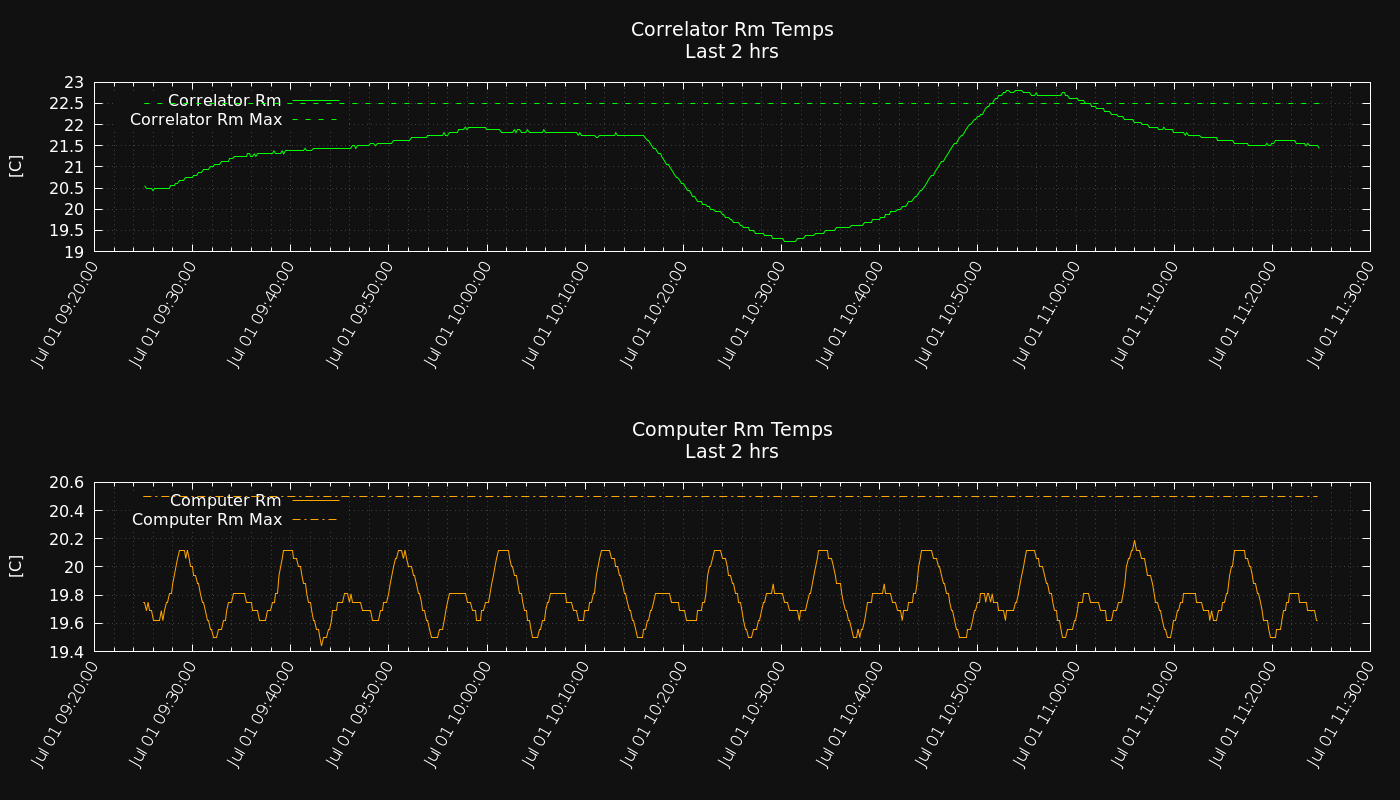 Correlator Rm Temps
Last 2 hrs
23
22.5
22
21.5
21
20.5
20
19.5
19
[C]
Correlator Rm
Correlator Rm Max
Jul 01 09:20:00
Jul 01 09:30:00
Jul 01 09:40:00
Jul 01 09:50:00
Jul 01 10:00:00
Jul 01 10:10:00
Jul 01 10:20:00
Jul 01 10:30:00
Jul 01 10:40:00
Jul 01 10:50:00
Jul 01 11:00:00
Jul 01 11:10:00
Jul 01 11:20:00
Jul 01 11:30:00
Computer Rm Temps
Last 2 hrs
20.6
20.4
20.2
20
19.8
19.6
19.4
[C]
Computer Rm
Computer Rm Max
Jul 01 09:20:00
Jul 01 09:30:00
Jul 01 09:40:00
Jul 01 09:50:00
Jul 01 10:00:00
Jul 01 10:10:00
Jul 01 10:20:00
Jul 01 10:30:00
Jul 01 10:40:00
Jul 01 10:50:00
Jul 01 11:00:00
Jul 01 11:10:00
Jul 01 11:20:00
Jul 01 11:30:00